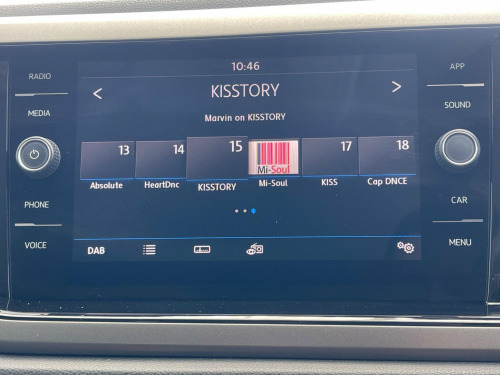 10:46
RADIO
APP
KISSTORY
MEDIA
SOUND
Marvin on KISSTORY
13 14 15 17 18
Mi-Soul
Absolute HeartDnc KISSTORY Mi-Soul KISS Cap DNCE
PHONE
CAR
VOICE
DAB
MENU